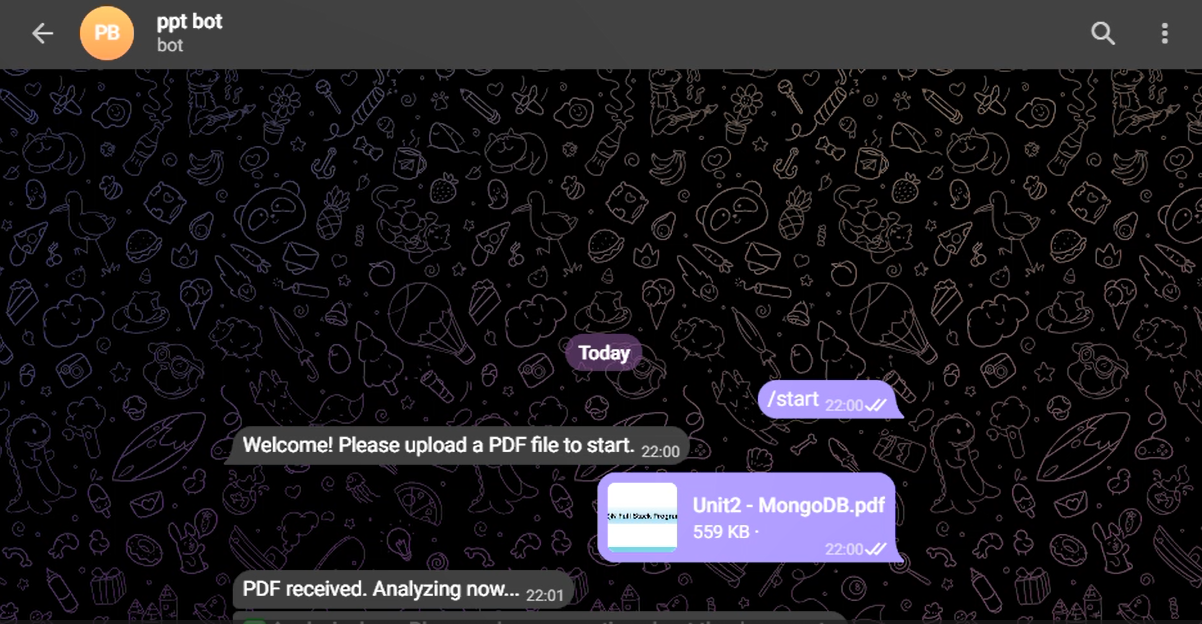 PB
ppt bot
bot
Today
/start 22:00
Welcome! Please upload a PDF file to start. 22:00
Unit2 - MongoDB.pdf
559 KB ·
22:00
PDF received. Analyzing now... 22:01